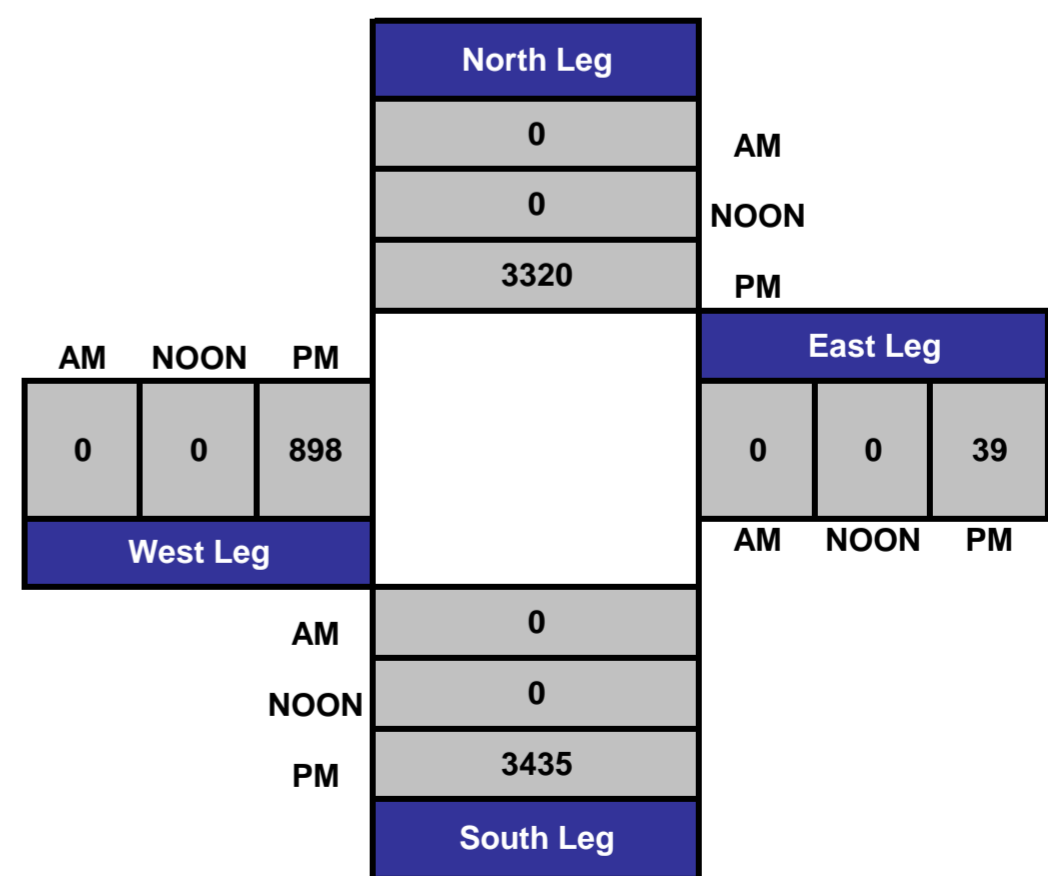 North Leg
0 AM
0 NOON
3320 PM
AM NOON PM
East Leg
0 0 898
0 0 39
West Leg
AM NOON PM
AM 0
NOON 0
PM 3435
South Leg